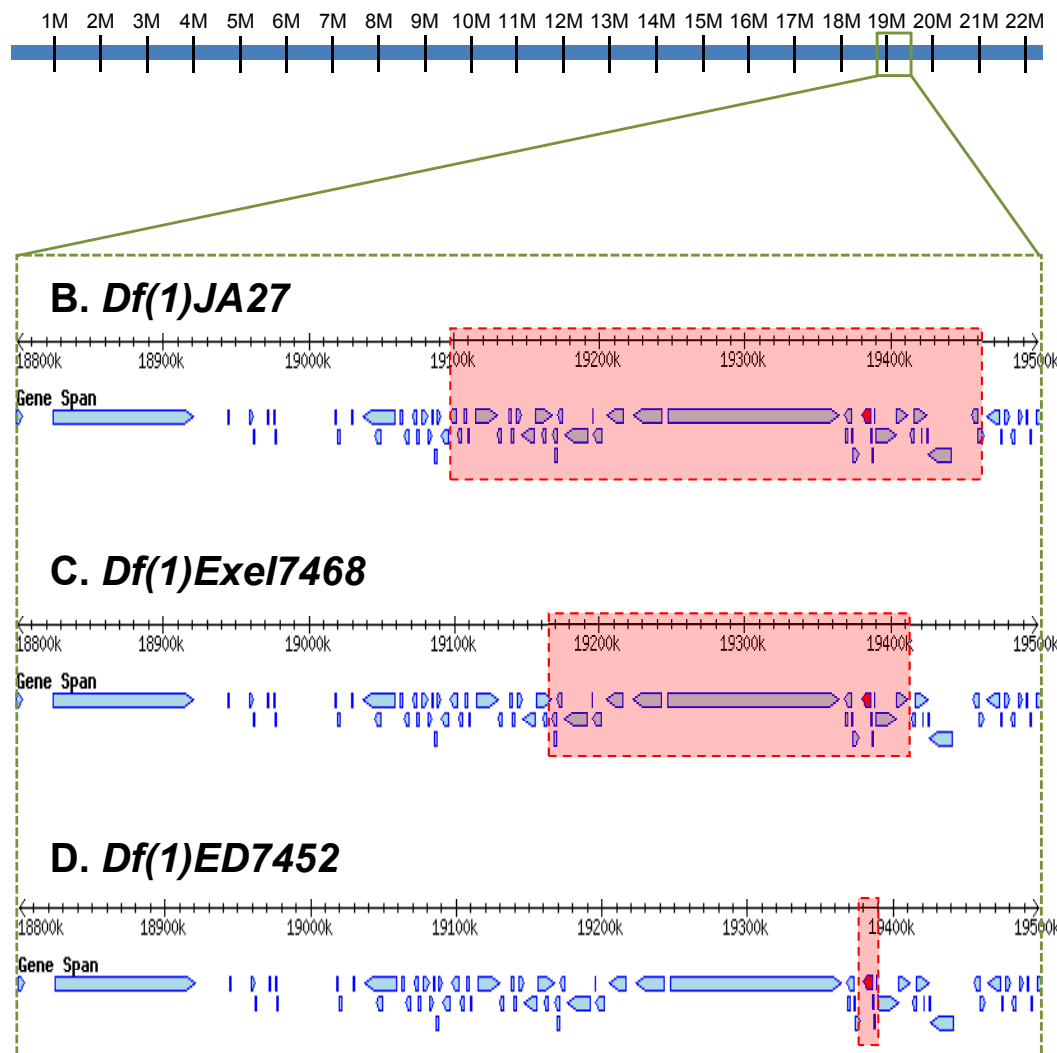 1M 2M 3M 4M 5M 6M 7M 8M 9M 10M 11M 12M 13M 14M 15M 16M 17M 18M 19M 20M 21M 22M
B. Df(1)JA27
18800k 18900k 19000k 19100k 19200k 19300k 19400k 19500k
Gene Span
C. Df(1)Exel7468
18800k 18900k 19000k 19100k 19200k 19300k 19400k 19500k
Gene Span
D. Df(1)ED7452
18800k 18900k 19000k 19100k 19200k 19300k 19400k 19500k
Gene Span